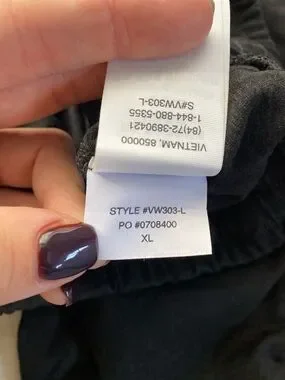 VIETNAM, 850000
(84)72-3890421
1-844-880-5355
S#VW303-L
STYLE #VW303-L
PO #0708400
XL